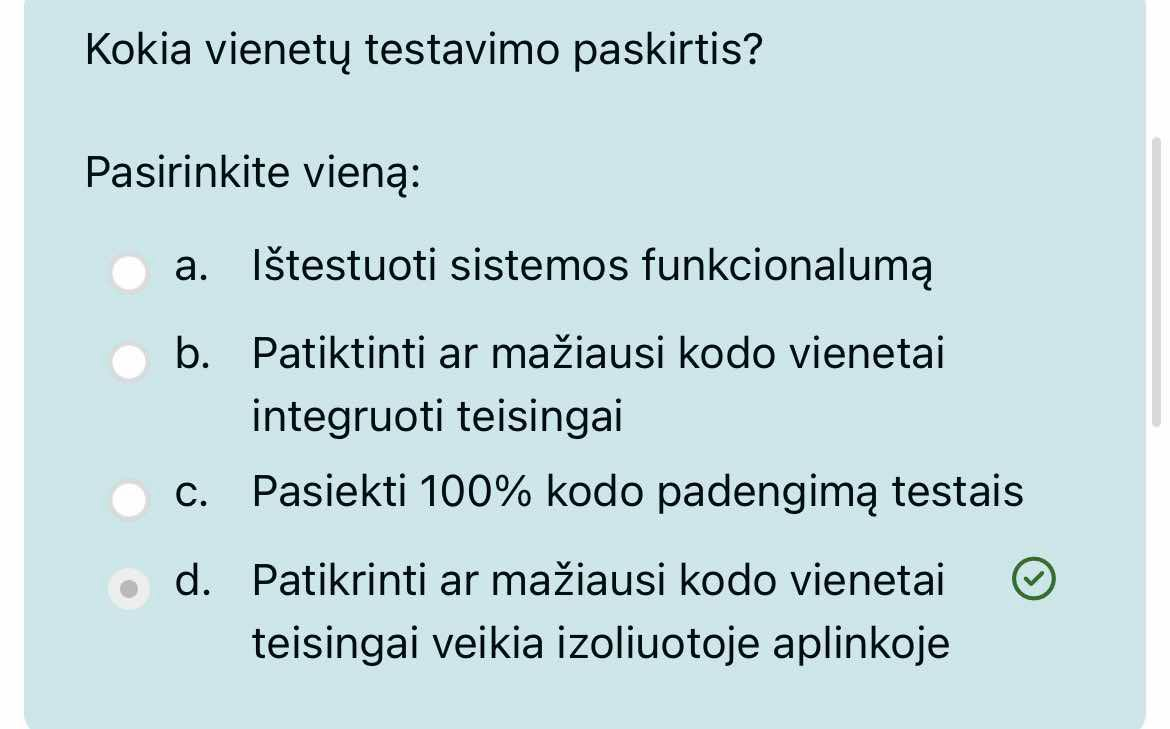 Kokia vienetų testavimo paskirtis?
Pasirinkite vieną:
a. Ištestuoti sistemos funkcionalumą
b. Patiktinti ar mažiausi kodo vienetai
integruoti teisingai
c. Pasiekti 100% kodo padengimą testais
d. Patikrinti ar mažiausi kodo vienetai
teisingai veikia izoliuotoje aplinkoje